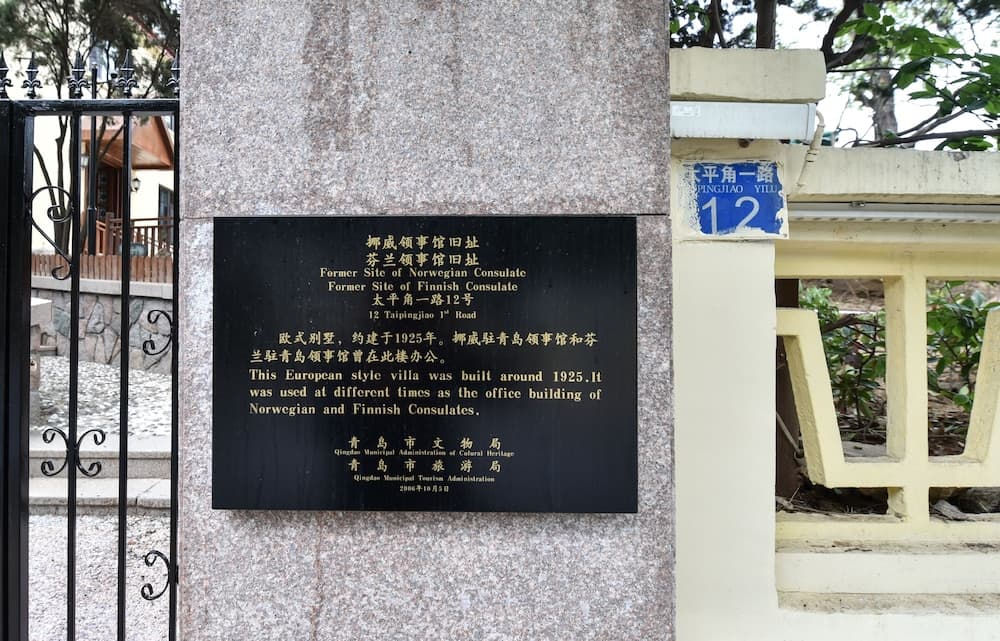 挪威领事馆旧址
芬兰领事馆旧址
Former Site of Norwegian Consulate
Former Site of Finnish Consulate
太平角一路12号
12 Taipingjiao 1st Road
欧式别墅，约建于1925年。挪威驻青岛领事馆和芬
兰驻青岛领事馆曾在此楼办公。
This European style villa was built around 1925.It
was used at different times as the office building of
Norwegian and Finnish Consulates.
青岛市文物局
Qingdao Municipal Administration of Cultural Heritage
青岛市旅游局
Qingdao Municipal Tourism Administration
2006年10月5日
太平角一路
PINGJIAO YILU
12